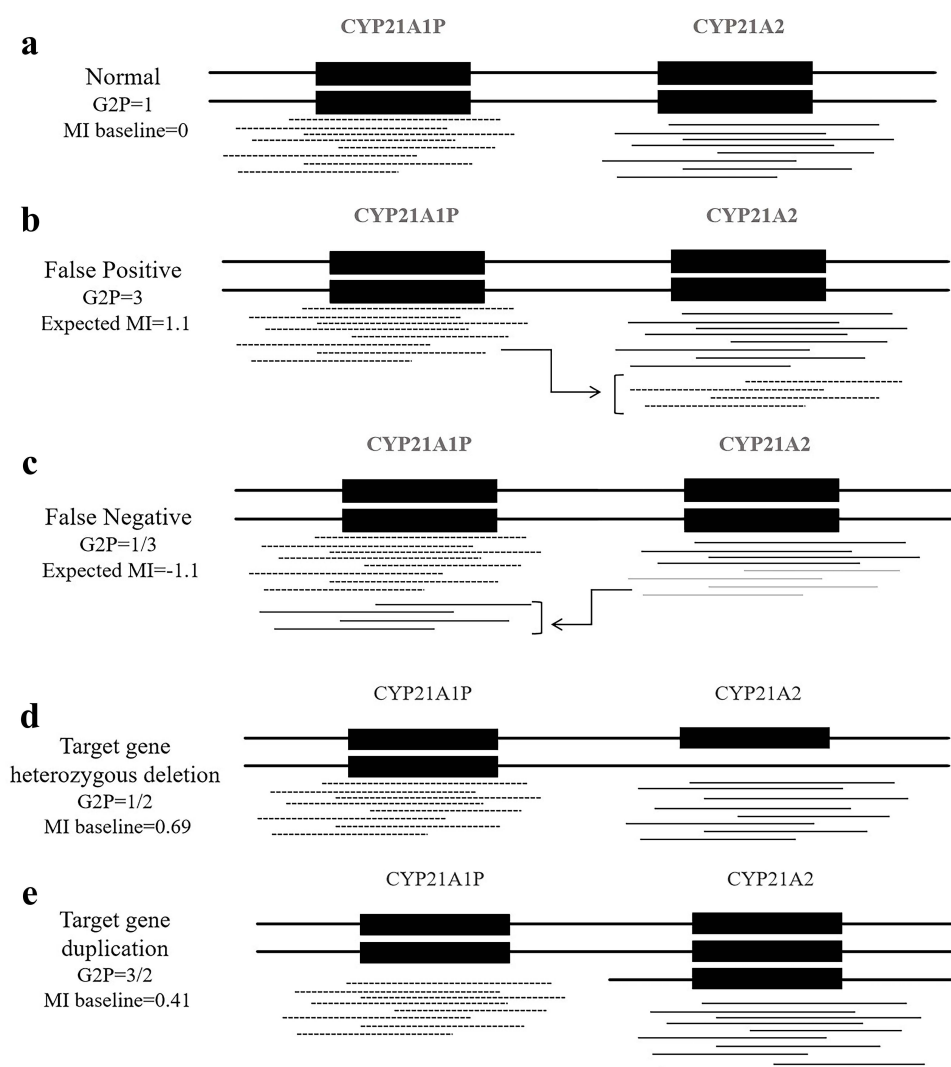 a
CYP21A1P CYP21A2
Normal
G2P=1
MI baseline=0
b
CYP21A1P CYP21A2
False Positive
G2P=3
Expected MI=1.1
c
CYP21A1P CYP21A2
False Negative
G2P=1/3
Expected MI=-1.1
d
CYP21A1P CYP21A2
Target gene
heterozygous deletion
G2P=1/2
MI baseline=0.69
e
CYP21A1P CYP21A2
Target gene
duplication
G2P=3/2
MI baseline=0.41